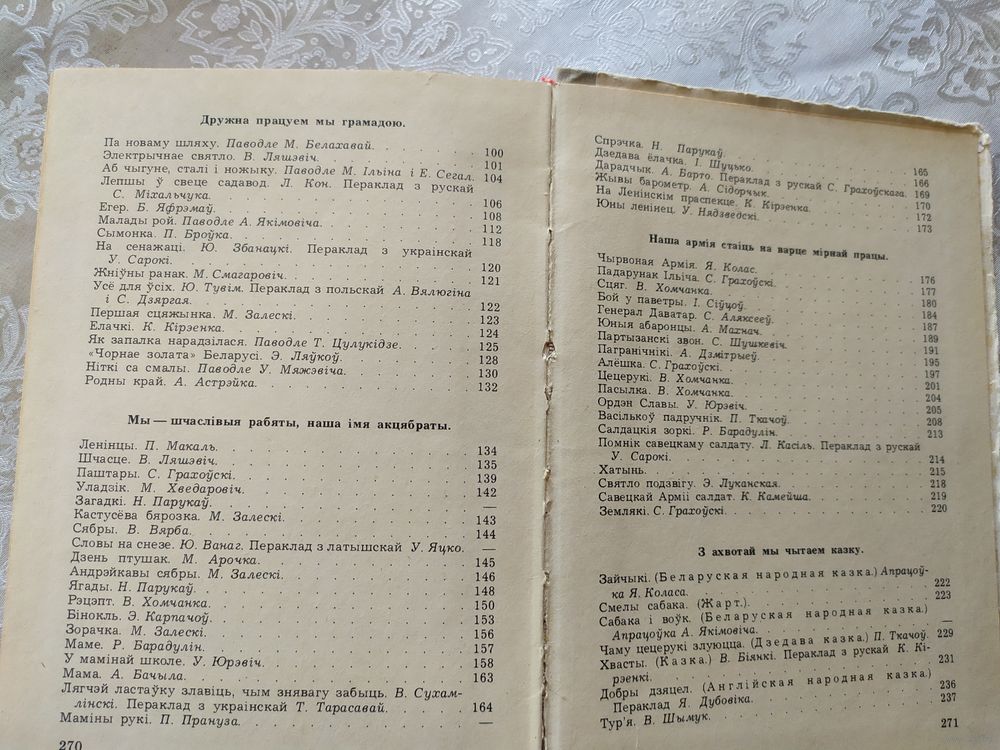 Дружна працуем мы грамадою.
Па новаму шляху. Паводле М. Белахавай. 100
Электрычнае святло. В. Ляшэвіч. 101
Аб чыгуне, сталі і ножыку. Паводле М. Ільіна і Е. Сегал. 104
Лепшы ў свеце садавод. Л. Кон. Пераклад з рускай
С. Міхальчука. 106
Егер. Б. Яфрэмаў. 108
Малады рой. Паводле А. Якімовіча. 112
Сымонка. П. Броўка. 118
На сенажаці. Ю. Збанацкі. Пераклад з украінскай
У. Сарокі. 120
Жніўны ранак. М. Смагаровіч. 121
Усё для ўсіх. Ю. Тувім. Пераклад з польскай А. Вялюгіна
і С. Дзяргая. 122
Першая сцяжынка. М. Залескі. 123
Елачкі. К. Кірэенка. 124
Як запалка нарадзілася. Паводле Т. Цулукідзе. 125
«Чорнае золата» Беларусі. Э. Ляўкоў. 128
Ніткі са смалы. Паводле У. Мяжэвіча. 130
Родны край. А. Астрэйка. 132
Мы — шчаслівыя рабяты, наша імя акцябраты.
Ленінцы. П. Макаль. 134
Шчасце. В. Ляшэвіч. 135
Паштары. С. Грахоўскі. 139
Уладзік. М. Хведаровіч. 142
Загадкі. Н. Парукаў. —
Кастусёва бярозка. М. Залескі. 143
Сябры. В. Вярба. 144
Словы на снезе. Ю. Ванаг. Пераклад з латышскай У. Яцко. —
Дзень птушак. М. Арочка. 145
Андрэйкавы сябры. М. Залескі. 146
Ягады. Н. Парукаў. 148
Рэцэпт. В. Хомчанка. 150
Бінокль. Э. Карпачоў. 153
Зорачка. М. Залескі. 156
Маме. Р. Барадулін. 157
У мамінай школе. У. Юрэвіч. 158
Мама. А. Бачыла. 163
Лягчэй ластаўку злавіць, чым знявагу забыць. В. Сухам-
лінскі. Пераклад з украінскай Т. Тарасавай. 164
Маміны рукі. П. Прануза. —
270
Спрэчка. Н. Парукаў. 165
Дзедава ёлачка. І. Шуцько. 166
Дарадчык. А. Барто. Пераклад з рускай С. Грахоўскага. 169
Жывы барометр. А. Сідорчык. 170
На Ленінскім праспекце. К. Кірэенка. 172
Юны ленінец. У. Нядзведскі. 173
Наша армія стаіць на варце мірнай працы.
Чырвоная Армія. Я. Колас. 176
Падарунак Ільіча. С. Грахоўскі. 177
Сцяг. В. Хомчанка. 180
Бой у паветры. І. Сіўцоў. 184
Генерал Даватар. С. Аляксееў. 187
Юныя абаронцы. А. Махнач. 189
Партызанскі звон. С. Шушкевіч. 191
Пагранічнікі. А. Дзмітрыеў. 195
Алёшка. С. Грахоўскі. 197
Цецерукі. В. Хомчанка. 201
Пасылка. В. Хомчанка. 204
Ордэн Славы. У. Юрэвіч. 205
Васількоў падручнік. П. Ткачоў. 208
Салдацкія зоркі. Р. Барадулін. 213
Помнік савецкаму салдату. Л. Касіль. Пераклад з рускай
У. Сарокі. 214
Хатынь. 215
Святло подзвігу. Э. Луканская. 218
Савецкай Арміі салдат. К. Камейша. 219
Землякі. С. Грахоўскі. 220
З ахвотай мы чытаем казку.
Зайчыкі. (Беларуская народная казка.) Апрацоў-
ка Я. Коласа. 222
Смелы сабака. (Жарт.) 223
Сабака і воўк. (Беларуская народная казка.)
Апрацоўка А. Якімовіча. —
Чаму цецерукі злуюцца. (Дзедава казка.) П. Ткачоў. 229
Хвасты. (Казка.) В. Біянкі. Пераклад з рускай К. Кі-
рэенкі. 231
Добры дзяцел. (Англійская народная казка.)
Пераклад Я. Дубовіка. 236
Тур'я. В. Шымук. 237
271